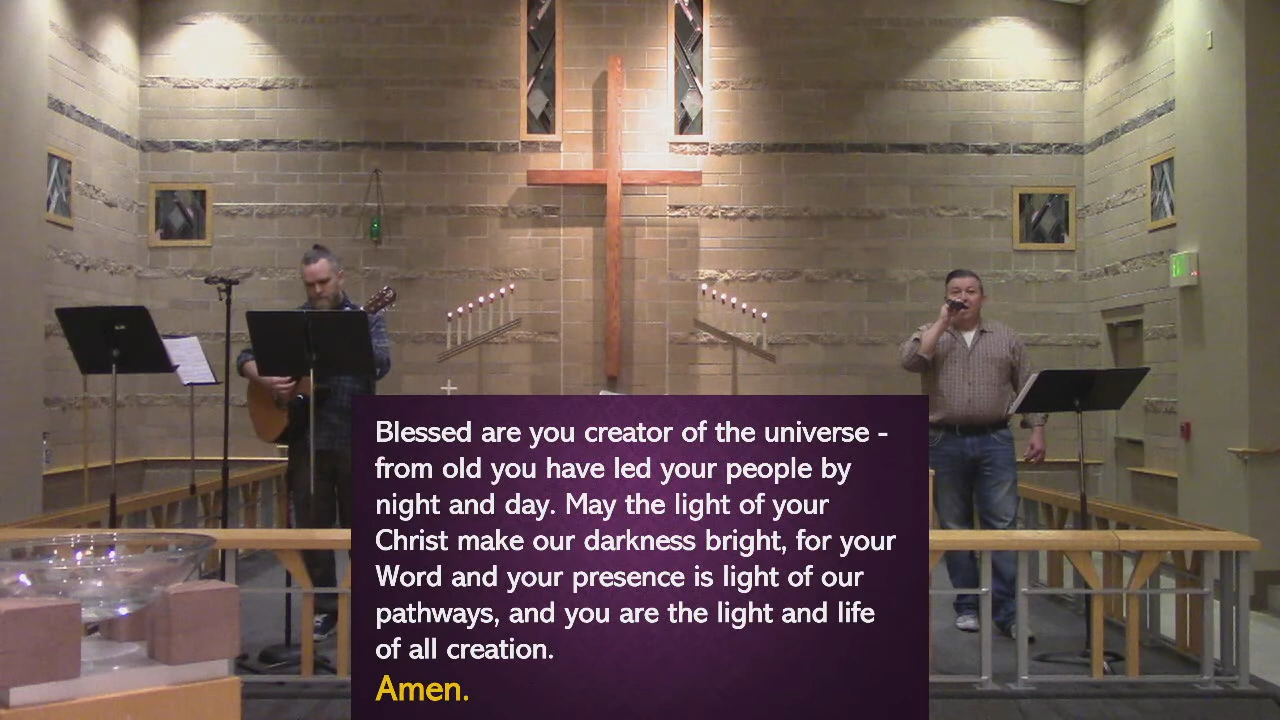 Blessed are you creator of the universe -
from old you have led your people by
night and day. May the light of your
Christ make our darkness bright, for your
Word and your presence is light of our
pathways, and you are the light and life
of all creation.
Amen.